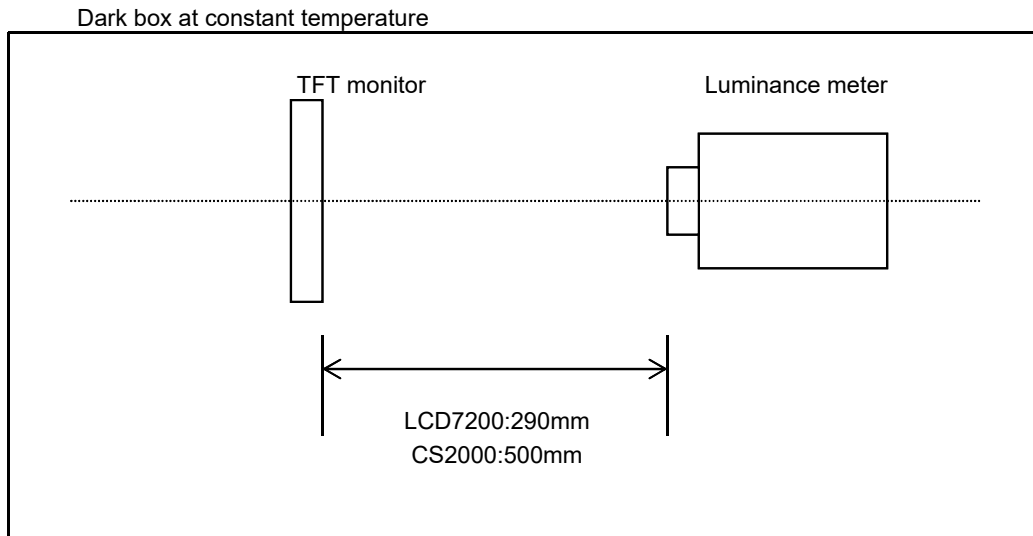 Dark box at constant temperature
TFT monitor
Luminance meter
LCD7200:290mm
CS2000:500mm